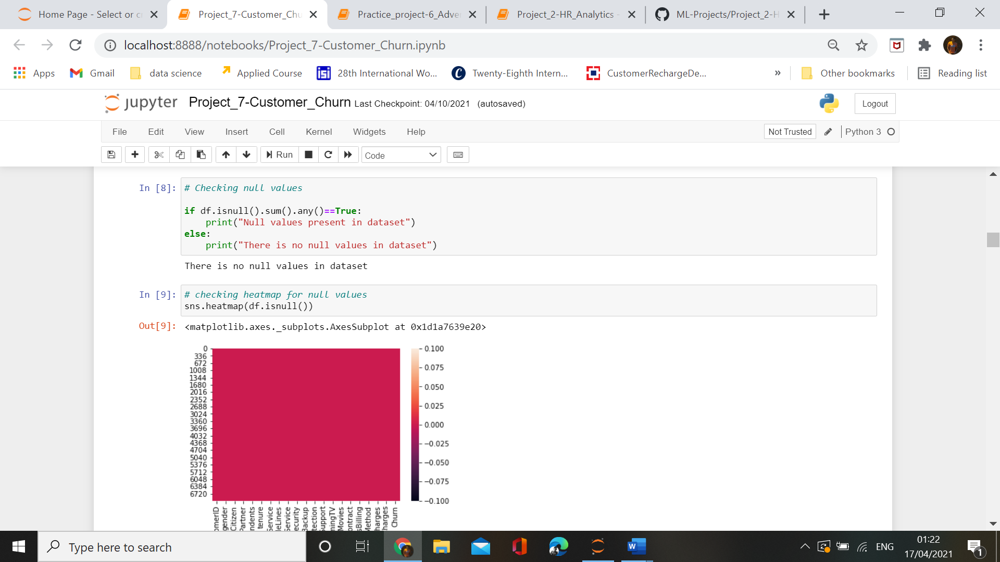 Home Page - Select or c
Project_7-Customer_Chu
Practice_project-6_Adve
Project_2-HR_Analytics -
ML-Projects/Project_2-H
localhost:8888/notebooks/Project_7-Customer_Churn.ipynb
Apps
Gmail
data science
Applied Course
isi
28th International Wo...
Twenty-Eighth Intern...
CustomerRechargeDe...
»
Other bookmarks
Reading list
jupyter
Project_7-Customer_Churn Last Checkpoint: 04/10/2021 (autosaved)
Logout
File
Edit
View
Insert
Cell
Kernel
Widgets
Help
Not Trusted
Python 3
Run
Code
In [8]:
# Checking null values
if df.isnull().sum().any()==True:
print("Null values present in dataset")
else:
print("There is no null values in dataset")
There is no null values in dataset
In [9]:
# checking heatmap for null values
sns.heatmap(df.isnull())
Out[9]:
<matplotlib.axes._subplots.AxesSubplot at 0x1d1a7639e20>
0
336
672
1008
1344
1680
2016
2352
2688
3024
3360
3696
4032
4368
4704
5040
5376
5712
6048
6384
6720
0.100
0.075
0.050
0.025
0.000
−0.025
−0.050
−0.075
−0.100
omerID
gender
Citizen
Partner
ndents
tenure
Service
leLines
Service
ecurity
Backup
tection
Support
mingTV
Movies
ontract
sBilling
Method
harges
harges
Churn
Type here to search
W
ENG
01:22
17/04/2021
1